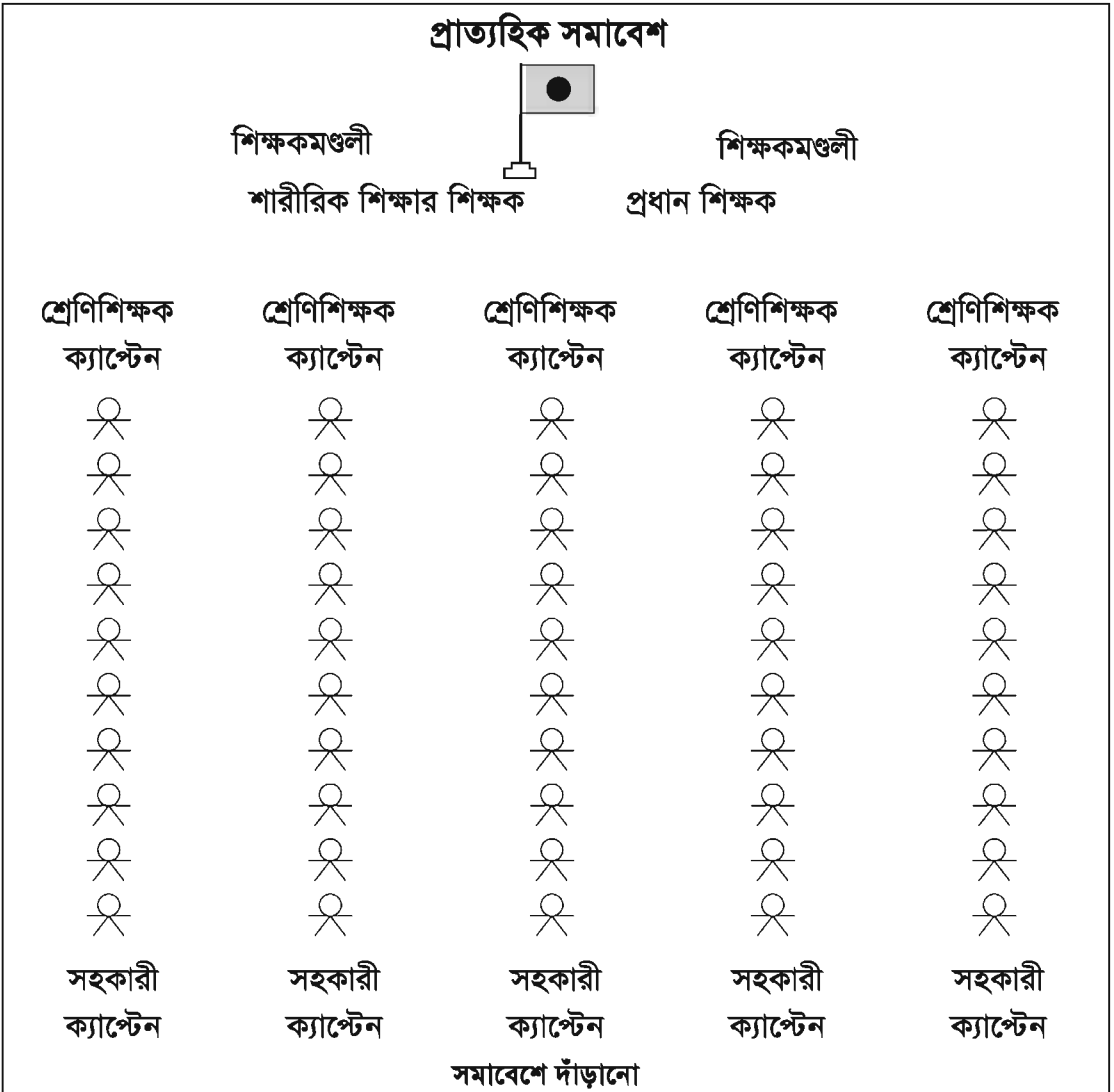 প্রাত্যহিক সমাবেশ
শিক্ষকমণ্ডলী শিক্ষকমণ্ডলী
শারীরিক শিক্ষার শিক্ষক প্রধান শিক্ষক
শ্রেণিশিক্ষক শ্রেণিশিক্ষক শ্রেণিশিক্ষক শ্রেণিশিক্ষক শ্রেণিশিক্ষক
ক্যাপ্টেন ক্যাপ্টেন ক্যাপ্টেন ক্যাপ্টেন ক্যাপ্টেন
সহকারী সহকারী সহকারী সহকারী সহকারী
ক্যাপ্টেন ক্যাপ্টেন ক্যাপ্টেন ক্যাপ্টেন ক্যাপ্টেন
সমাবেশে দাঁড়ানো